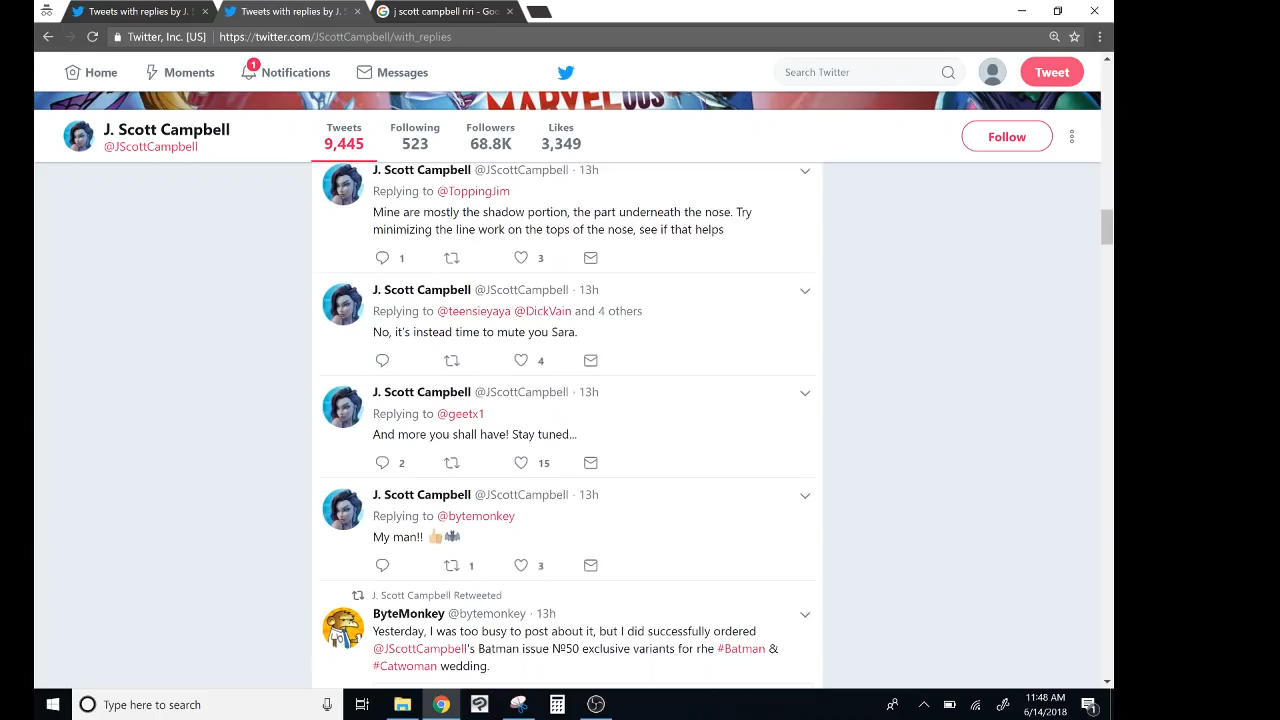 Tweets with replies by J. S
Tweets with replies by J. S
j scott campbell riri - Goo
Twitter, Inc. [US]
https://twitter.com/JScottCampbell/with_replies
1
Home
Moments
Notifications
Messages
Search Twitter
Tweet
MARVELOUS
J. Scott Campbell
@JScottCampbell
Tweets
9,445
Following
523
Followers
68.8K
Likes
3,349
Follow
J. Scott Campbell @JScottCampbell · 13h
Replying to @ToppingJim
Mine are mostly the shadow portion, the part underneath the nose. Try
minimizing the line work on the tops of the nose, see if that helps
1 3
J. Scott Campbell @JScottCampbell · 13h
Replying to @teensieyaya @DickVain and 4 others
No, it's instead time to mute you Sara.
4
J. Scott Campbell @JScottCampbell · 13h
Replying to @geetx1
And more you shall have! Stay tuned...
2 15
J. Scott Campbell @JScottCampbell · 13h
Replying to @bytemonkey
My man!! 👍🏼🦇
1 3
J. Scott Campbell Retweeted
ByteMonkey @bytemonkey · 13h
Yesterday, I was too busy to post about it, but I did successfully ordered
@JScottCampbell's Batman issue №50 exclusive variants for rhe #Batman &
#Catwoman wedding.
Type here to search
11:48 AM
6/14/2018
1